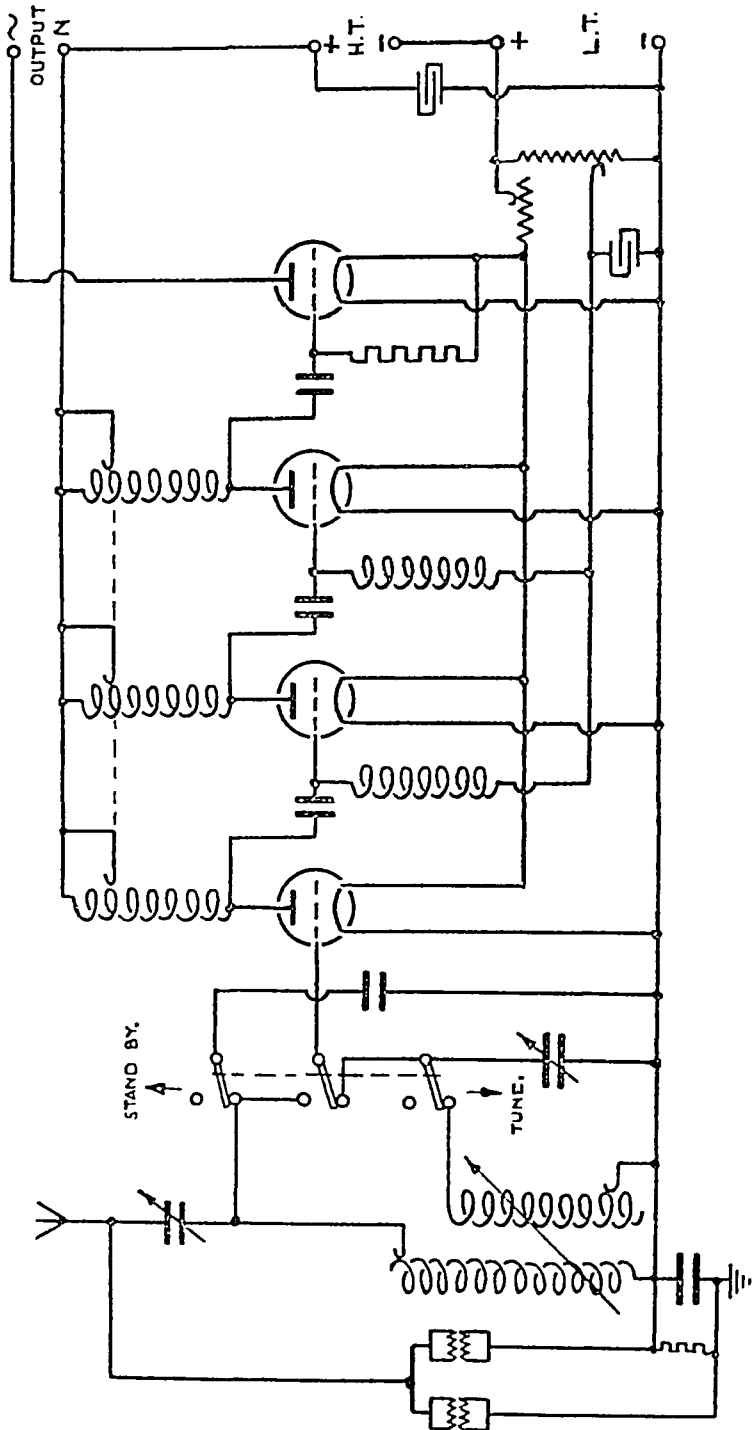 ~
OUTPUT
N
+
H.T.
−
+
L.T.
−
STAND BY.
TUNE.